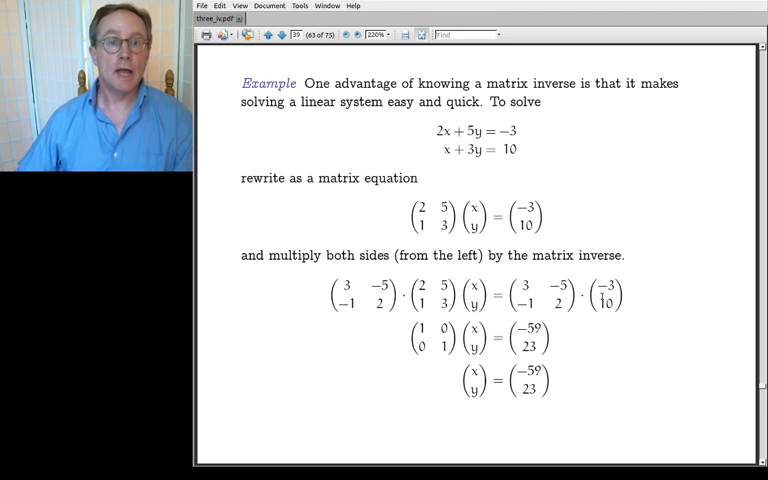 File Edit View Document Tools Window Help
three_iv.pdf
39 (63 of 75) 220% Find
Example One advantage of knowing a matrix inverse is that it makes
solving a linear system easy and quick. To solve
2x + 5y = −3
x + 3y = 10
rewrite as a matrix equation
(2 5
1 3) (x
y) = (−3
10)
and multiply both sides (from the left) by the matrix inverse.
(3 −5
−1 2) · (2 5
1 3) (x
y) = (3 −5
−1 2) · (−3
10)
(1 0
0 1) (x
y) = (−59
23)
(x
y) = (−59
23)